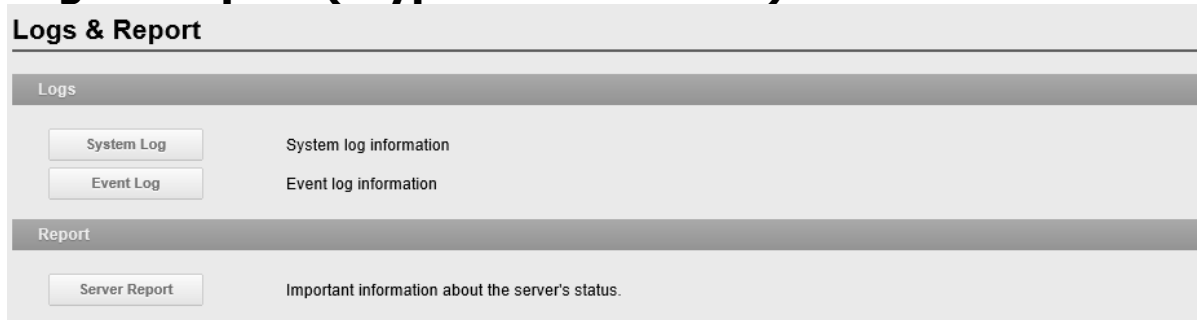 Logs & Report
Logs
System Log System log information
Event Log Event log information
Report
Server Report Important information about the server's status.